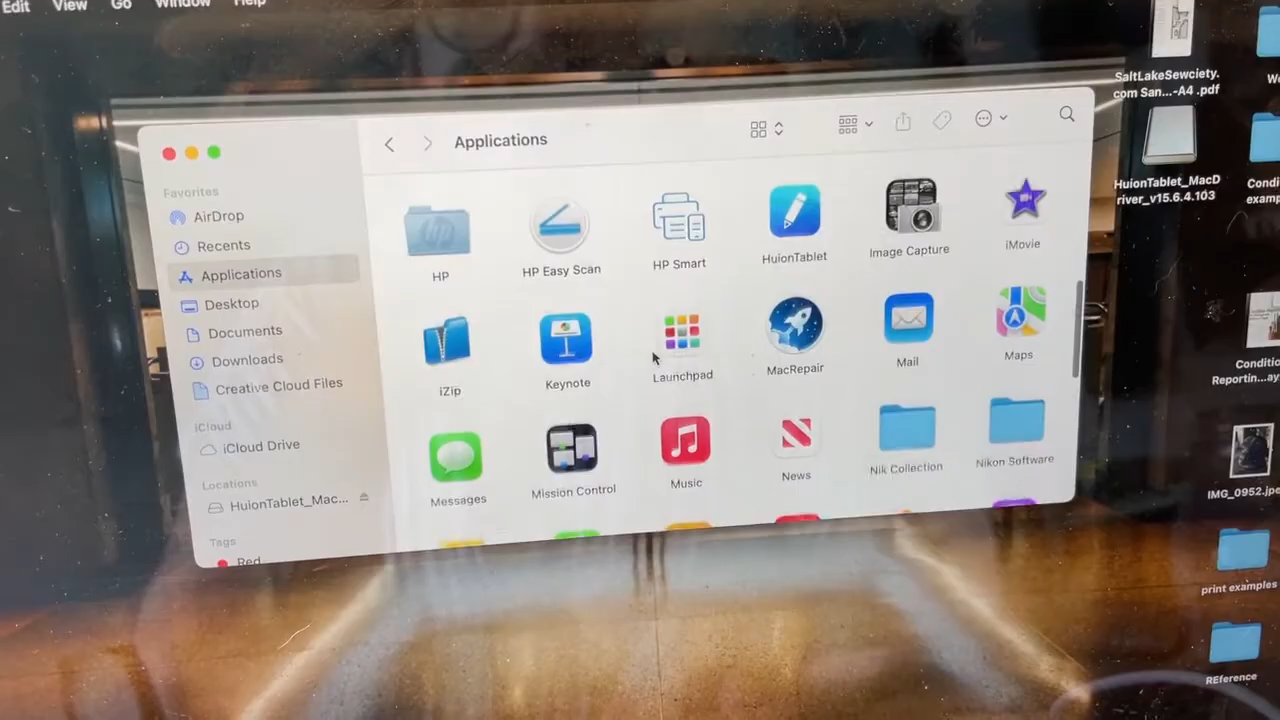 Edit View Go Window Help
Applications
Favorites
AirDrop
Recents
Applications
Desktop
Documents
Downloads
Creative Cloud Files
iCloud
iCloud Drive
Locations
HuionTablet_Mac...
Tags
Red
HP
HP Easy Scan
HP Smart
HuionTablet
Image Capture
iMovie
iZip
Keynote
Launchpad
MacRepair
Mail
Maps
Messages
Mission Control
Music
News
Nik Collection
Nikon Software
SaltLakeSewciety.
com San...-A4 .pdf
HuionTablet_MacD
river_v15.6.4.103
Condi
examp
Conditio
Reportin...ay
IMG_0952.jpe
print examples
REference